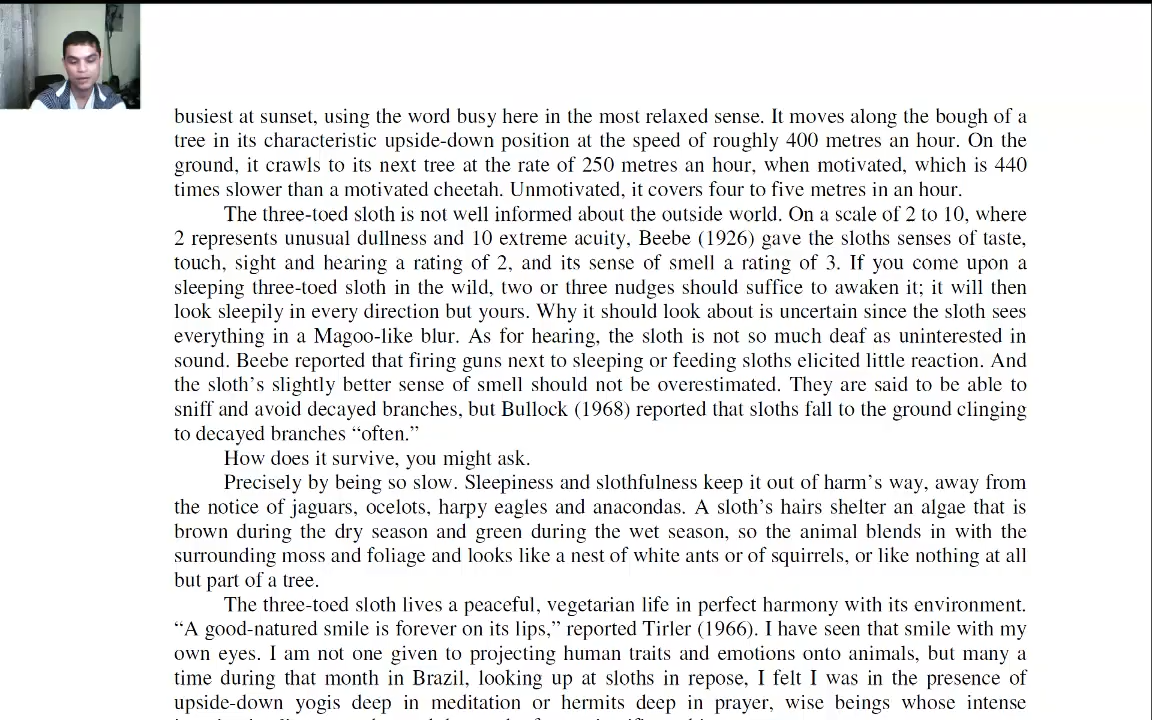 busiest at sunset, using the word busy here in the most relaxed sense. It moves along the bough of a
tree in its characteristic upside-down position at the speed of roughly 400 metres an hour. On the
ground, it crawls to its next tree at the rate of 250 metres an hour, when motivated, which is 440
times slower than a motivated cheetah. Unmotivated, it covers four to five metres in an hour.
The three-toed sloth is not well informed about the outside world. On a scale of 2 to 10, where
2 represents unusual dullness and 10 extreme acuity, Beebe (1926) gave the sloths senses of taste,
touch, sight and hearing a rating of 2, and its sense of smell a rating of 3. If you come upon a
sleeping three-toed sloth in the wild, two or three nudges should suffice to awaken it; it will then
look sleepily in every direction but yours. Why it should look about is uncertain since the sloth sees
everything in a Magoo-like blur. As for hearing, the sloth is not so much deaf as uninterested in
sound. Beebe reported that firing guns next to sleeping or feeding sloths elicited little reaction. And
the sloth's slightly better sense of smell should not be overestimated. They are said to be able to
sniff and avoid decayed branches, but Bullock (1968) reported that sloths fall to the ground clinging
to decayed branches “often.”
How does it survive, you might ask.
Precisely by being so slow. Sleepiness and slothfulness keep it out of harm's way, away from
the notice of jaguars, ocelots, harpy eagles and anacondas. A sloth's hairs shelter an algae that is
brown during the dry season and green during the wet season, so the animal blends in with the
surrounding moss and foliage and looks like a nest of white ants or of squirrels, or like nothing at all
but part of a tree.
The three-toed sloth lives a peaceful, vegetarian life in perfect harmony with its environment.
“A good-natured smile is forever on its lips,” reported Tirler (1966). I have seen that smile with my
own eyes. I am not one given to projecting human traits and emotions onto animals, but many a
time during that month in Brazil, looking up at sloths in repose, I felt I was in the presence of
upside-down yogis deep in meditation or hermits deep in prayer, wise beings whose intense